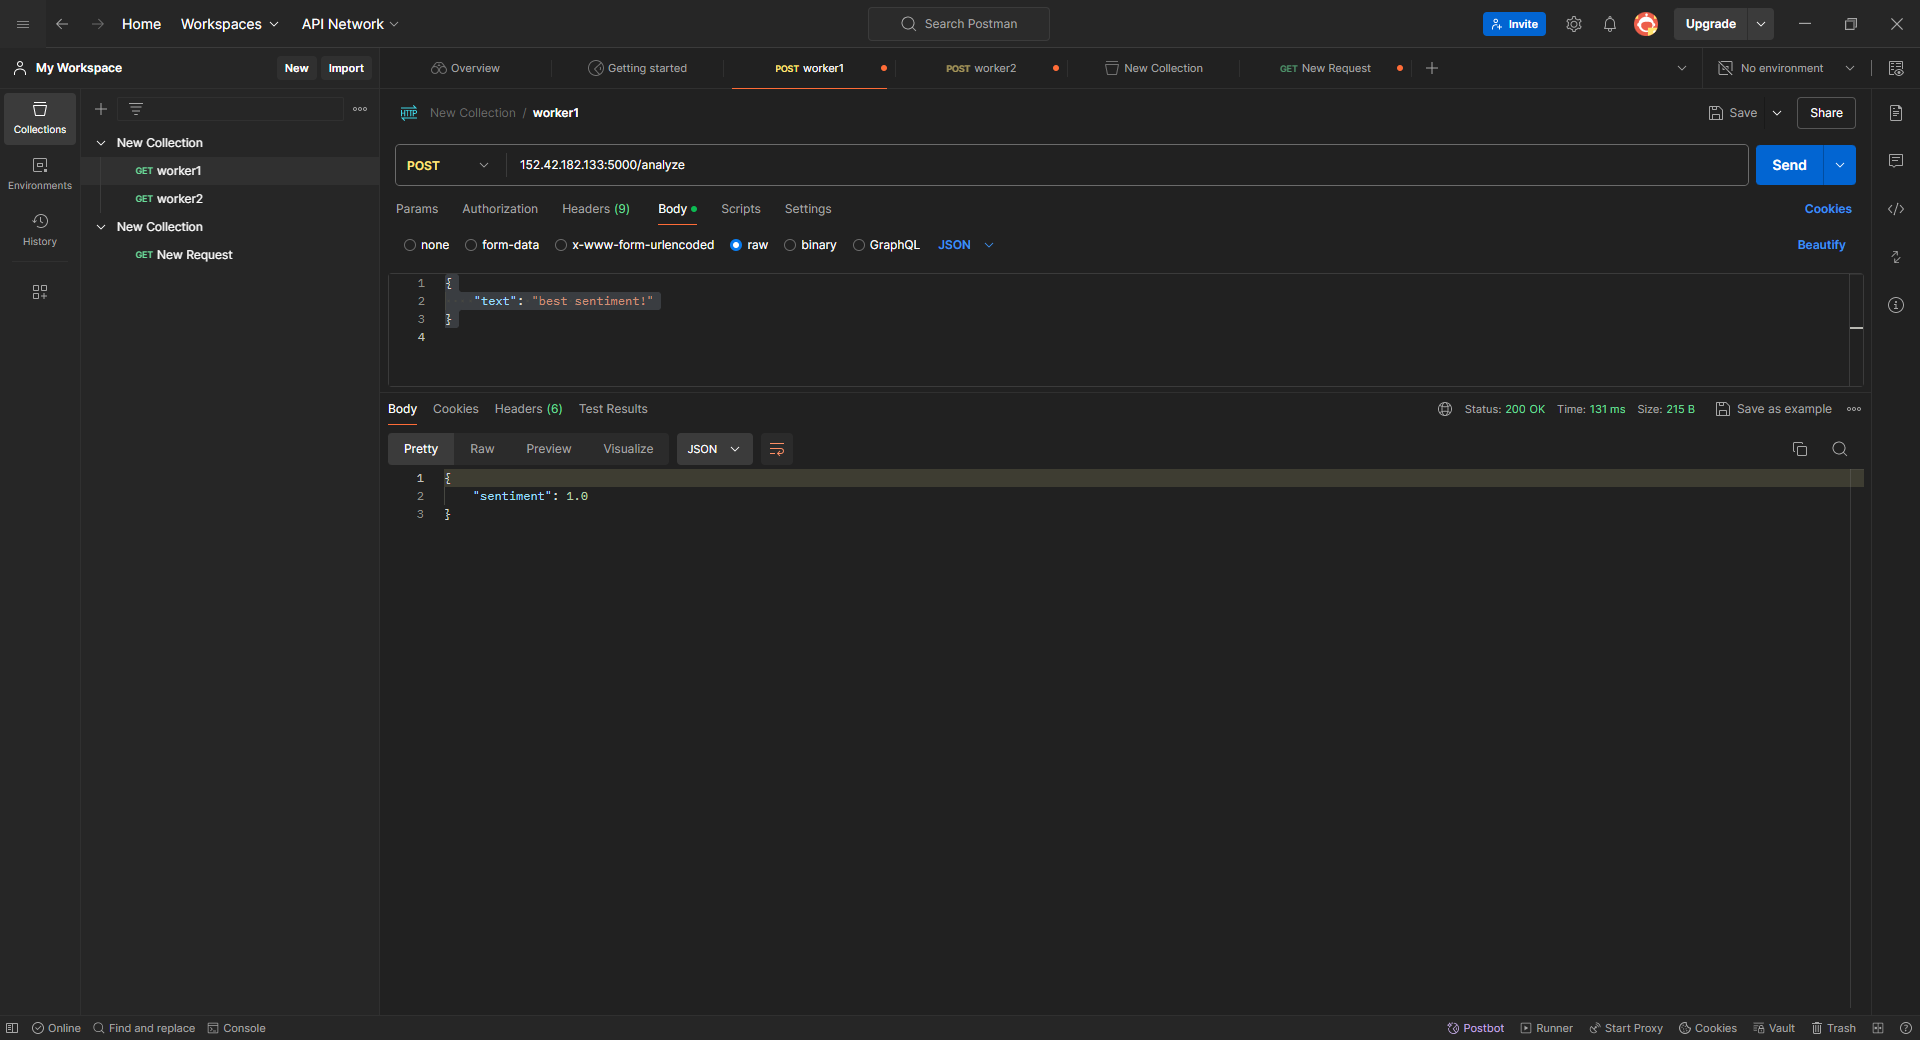 Home Workspaces API Network Search Postman Invite Upgrade
My Workspace New Import Overview Getting started POST worker1 POST worker2 New Collection GET New Request No environment
Collections
Environments
History
New Collection
GET worker1
GET worker2
New Collection
GET New Request
HTTP New Collection / worker1 Save Share
POST 152.42.182.133:5000/analyze Send
Params Authorization Headers (9) Body Scripts Settings Cookies
none form-data x-www-form-urlencoded raw binary GraphQL JSON Beautify
1 {
2 "text": "best sentiment!"
3 }
4
Body Cookies Headers (6) Test Results Status: 200 OK Time: 131 ms Size: 215 B Save as example
Pretty Raw Preview Visualize JSON
1 {
2 "sentiment": 1.0
3 }
Online Find and replace Console Postbot Runner Start Proxy Cookies Vault Trash